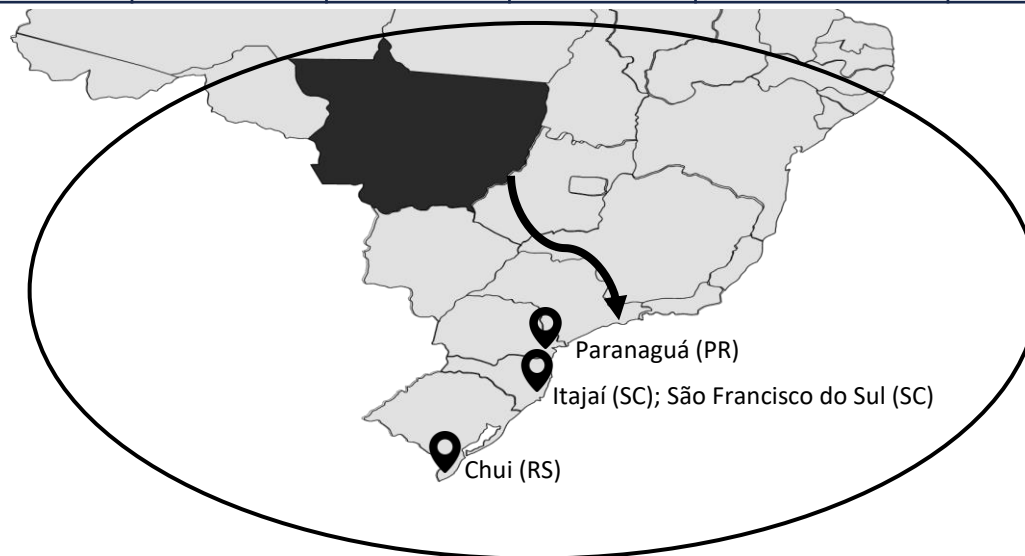 Paranaguá (PR)
Itajaí (SC); São Francisco do Sul (SC)
Chui (RS)